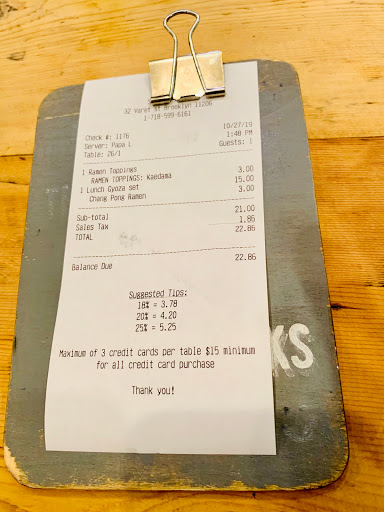 32 Varet St Brooklyn 11206
1-718-599-6161
Check #: 1176 10/27/19
Server: Papa L 1:40 PM
Table: 26/1 Guests: 1
1 Ramen Toppings 3.00
RAMEN TOPPINGS: Kaedama
1 Lunch Gyoza set 15.00
Chang Pong Ramen 3.00
Sub-total 21.00
Sales Tax 1.86
TOTAL 22.86
Balance Due 22.86
Suggested Tips:
18% = 3.78
20% = 4.20
25% = 5.25
Maximum of 3 credit cards per table $15 minimum
for all credit card purchase
Thank you!
KS